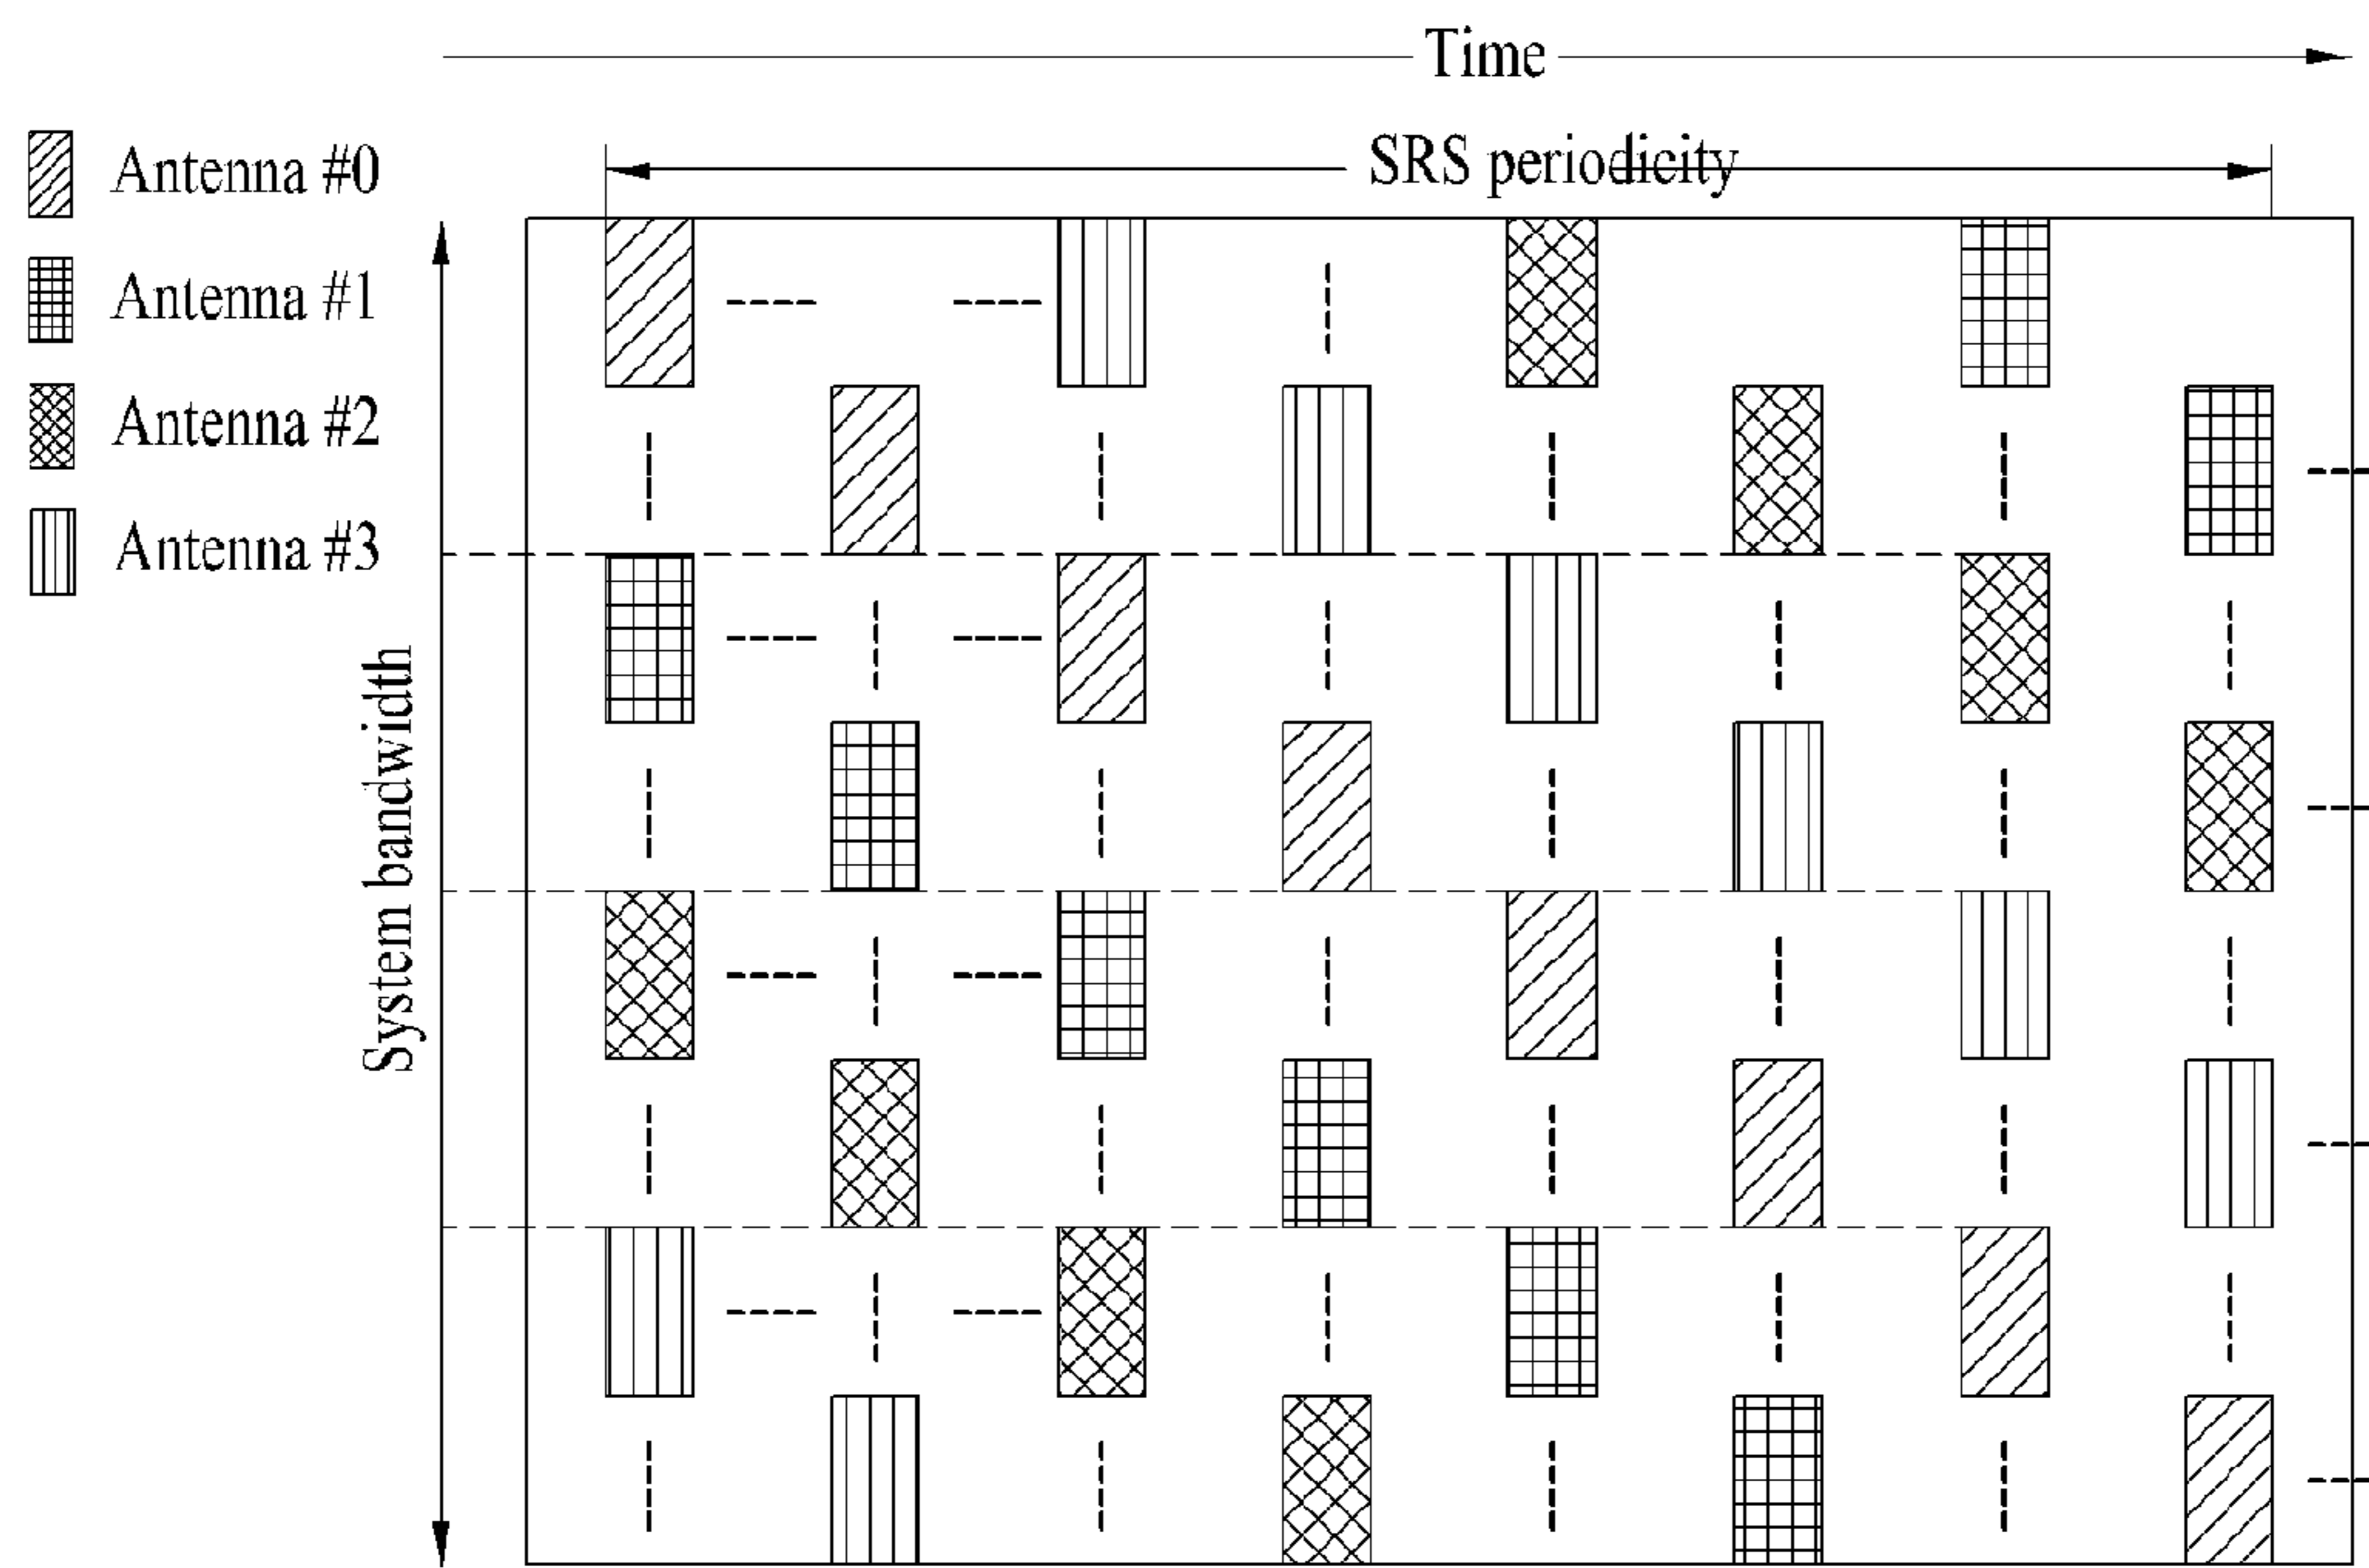 Time
SRS periodicity
Antenna #0
Antenna #1
Antenna #2
Antenna #3
System bandwidth